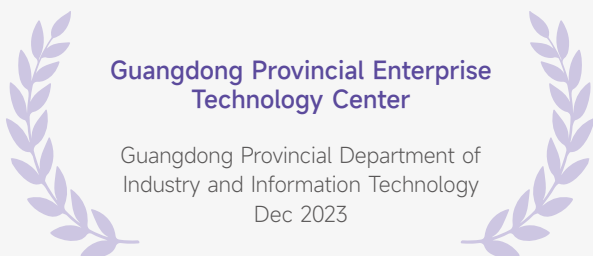 Guangdong Provincial Enterprise
Technology Center
Guangdong Provincial Department of
Industry and Information Technology
Dec 2023